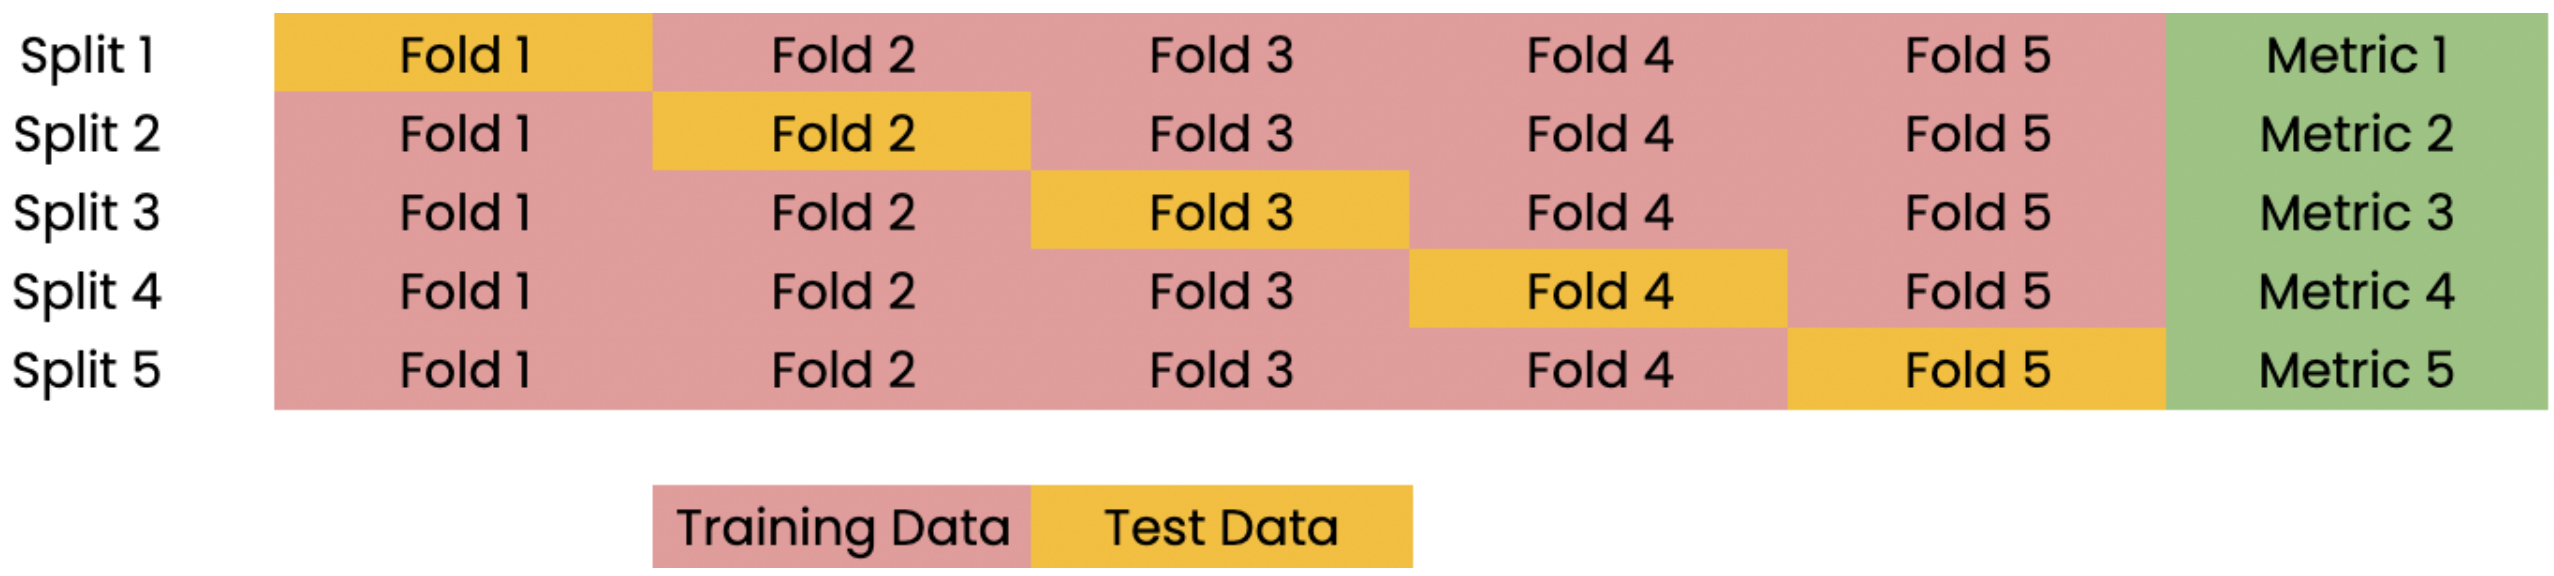 Split 1 Fold 1 Fold 2 Fold 3 Fold 4 Fold 5 Metric 1
Split 2 Fold 1 Fold 2 Fold 3 Fold 4 Fold 5 Metric 2
Split 3 Fold 1 Fold 2 Fold 3 Fold 4 Fold 5 Metric 3
Split 4 Fold 1 Fold 2 Fold 3 Fold 4 Fold 5 Metric 4
Split 5 Fold 1 Fold 2 Fold 3 Fold 4 Fold 5 Metric 5
Training Data Test Data